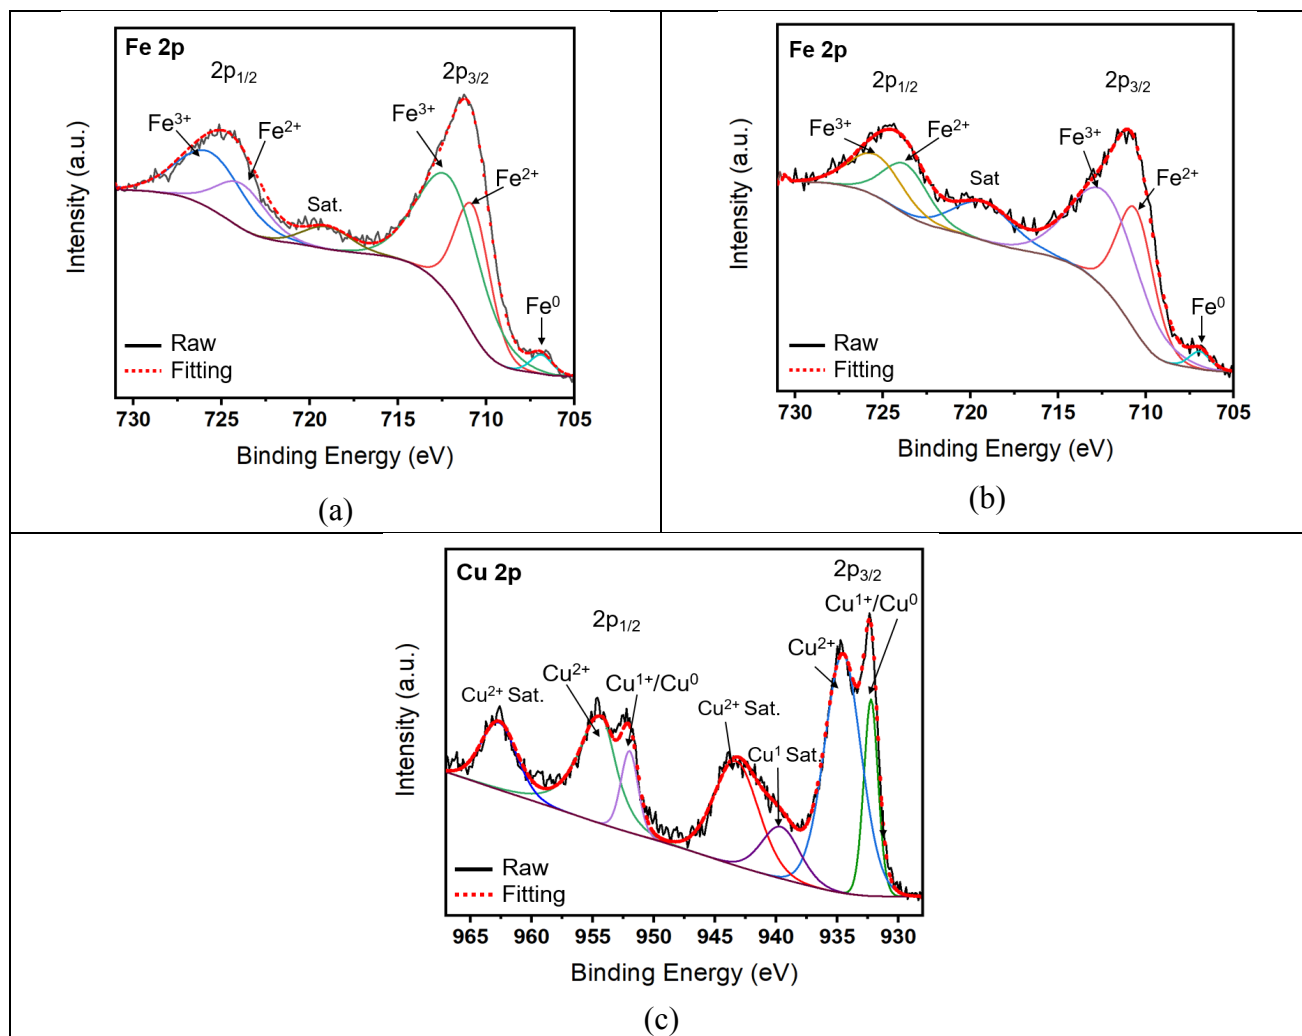 Fe 2p
2p1/2
2p3/2
Fe3+
Fe2+
Sat.
Fe3+
Fe2+
Fe0
Raw
Fitting
Intensity (a.u.)
730 725 720 715 710 705
Binding Energy (eV)
(a)
Fe 2p
2p1/2
2p3/2
Fe3+
Fe2+
Sat
Fe3+
Fe2+
Fe0
Raw
Fitting
Intensity (a.u.)
730 725 720 715 710 705
Binding Energy (eV)
(b)
Cu 2p
2p1/2
2p3/2
Cu1+/Cu0
Cu2+
Cu2+ Sat.
Cu2+
Cu1+/Cu0
Cu2+ Sat.
Cu1 Sat.
Raw
Fitting
Intensity (a.u.)
965 960 955 950 945 940 935 930
Binding Energy (eV)
(c)